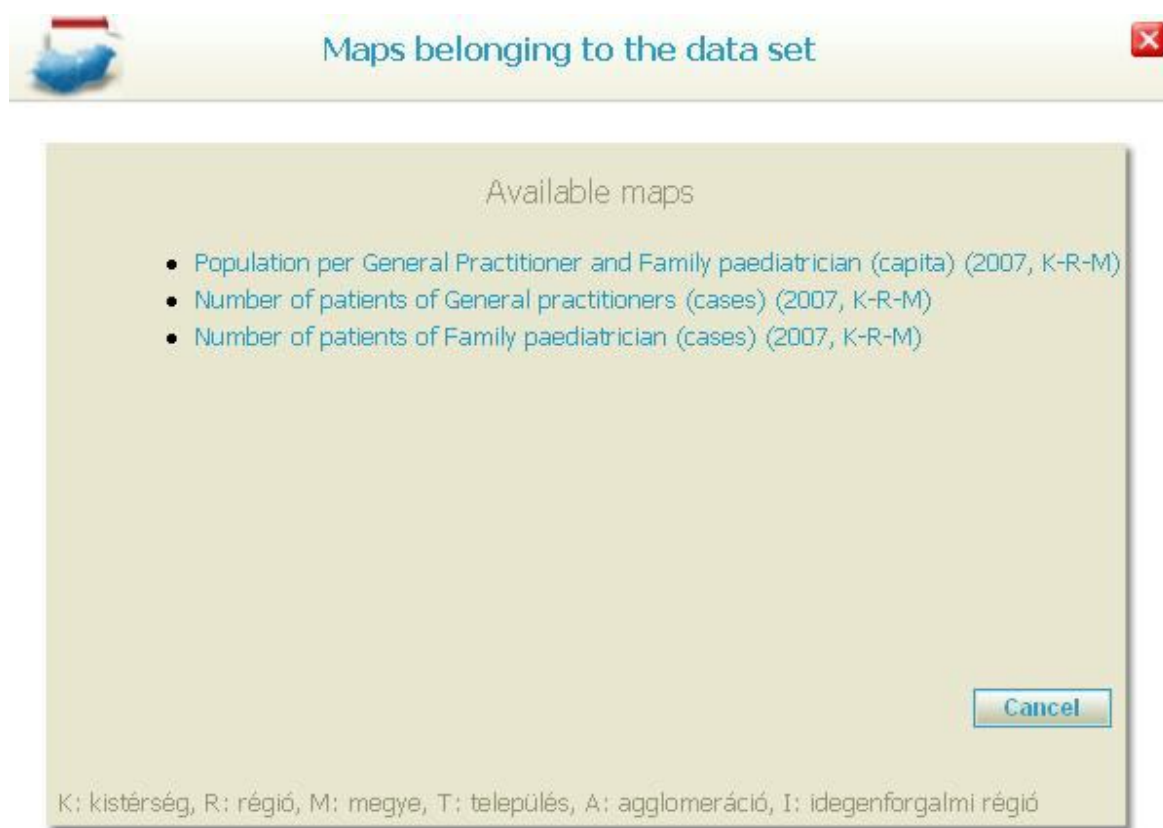 Maps belonging to the data set
Available maps
Population per General Practitioner and Family paediatrician (capita) (2007, K-R-M)
Number of patients of General practitioners (cases) (2007, K-R-M)
Number of patients of Family paediatrician (cases) (2007, K-R-M)
Cancel
K: kistérség, R: régió, M: megye, T: település, A: agglomeráció, I: idegenforgalmi régió